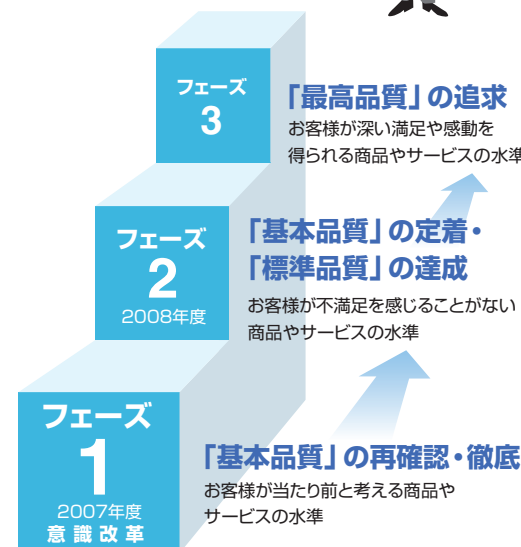 フェーズ
3
「最高品質」の追求
お客様が深い満足や感動を
得られる商品やサービスの水準
フェーズ
2
2008年度
「基本品質」の定着・
「標準品質」の達成
お客様が不満足を感じることがない
商品やサービスの水準
フェーズ
1
2007年度
意識改革
「基本品質」の再確認・徹底
お客様が当たり前と考える商品や
サービスの水準